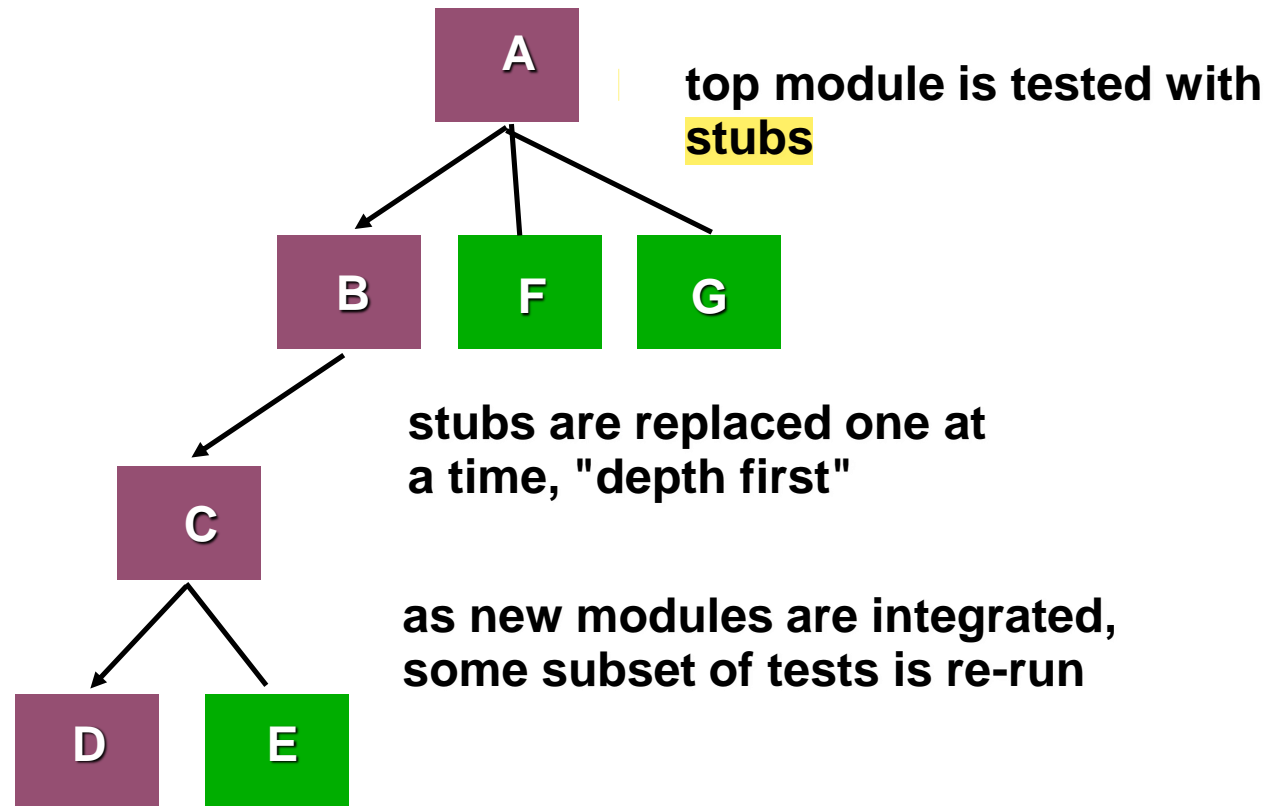 A
top module is tested with
stubs
B
F
G
stubs are replaced one at
a time, "depth first"
C
as new modules are integrated,
some subset of tests is re-run
D
E